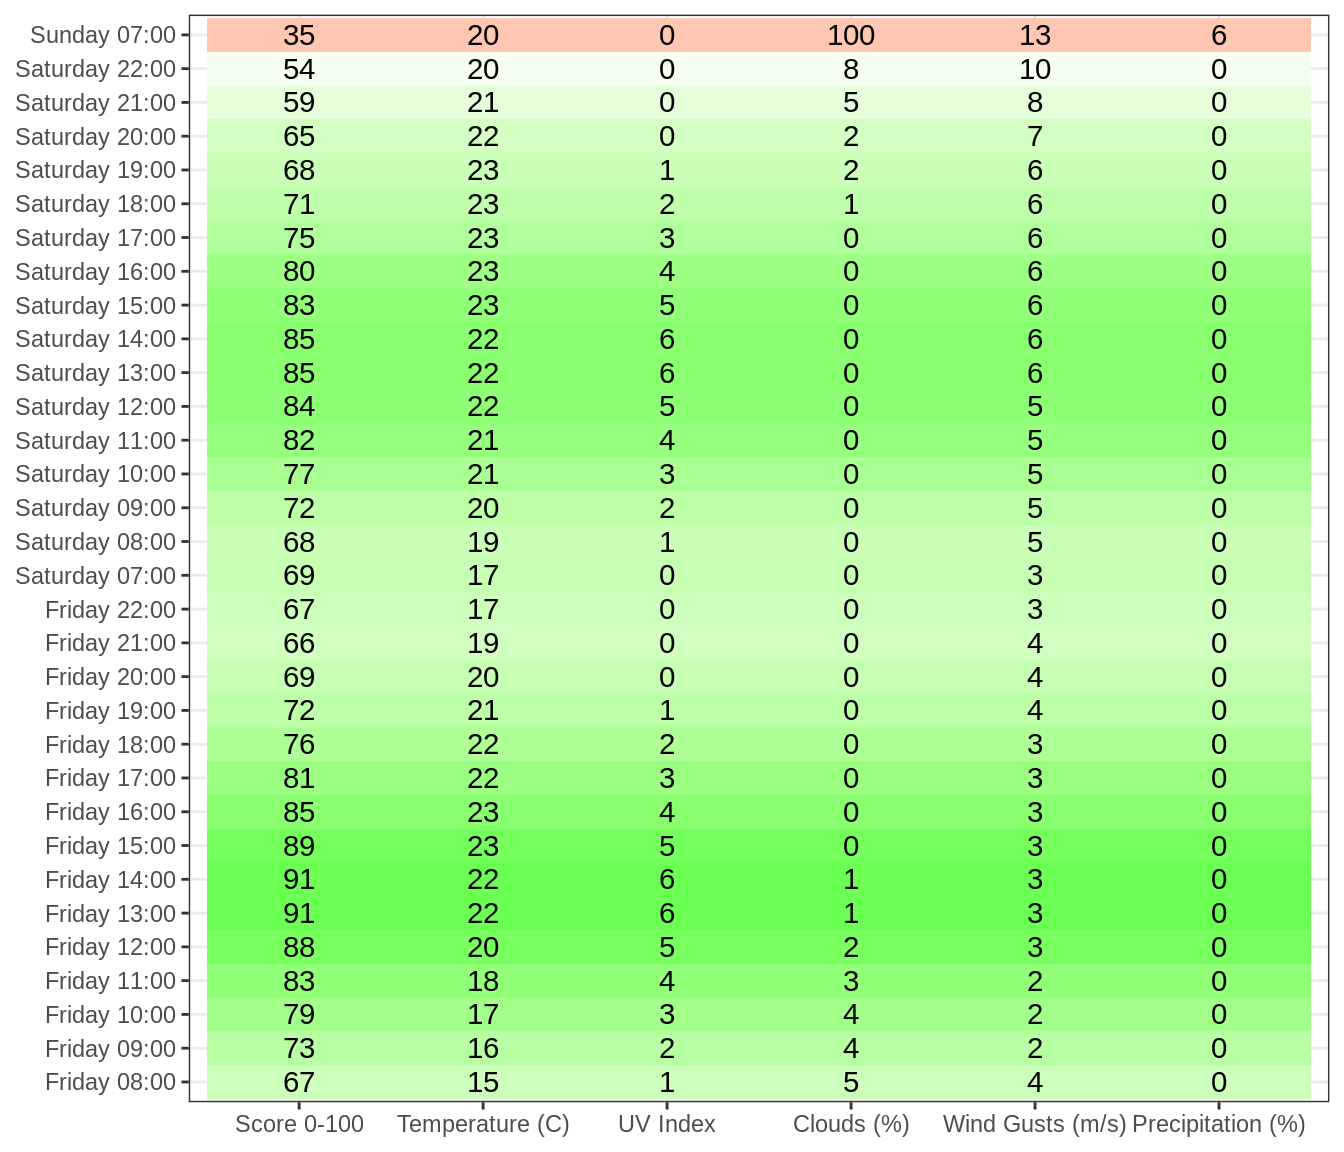 Sunday 07:00 35 20 0 100 13 6
Saturday 22:00 54 20 0 8 10 0
Saturday 21:00 59 21 0 5 8 0
Saturday 20:00 65 22 0 2 7 0
Saturday 19:00 68 23 1 2 6 0
Saturday 18:00 71 23 2 1 6 0
Saturday 17:00 75 23 3 0 6 0
Saturday 16:00 80 23 4 0 6 0
Saturday 15:00 83 23 5 0 6 0
Saturday 14:00 85 22 6 0 6 0
Saturday 13:00 85 22 6 0 6 0
Saturday 12:00 84 22 5 0 5 0
Saturday 11:00 82 21 4 0 5 0
Saturday 10:00 77 21 3 0 5 0
Saturday 09:00 72 20 2 0 5 0
Saturday 08:00 68 19 1 0 5 0
Saturday 07:00 69 17 0 0 3 0
Friday 22:00 67 17 0 0 3 0
Friday 21:00 66 19 0 0 4 0
Friday 20:00 69 20 0 0 4 0
Friday 19:00 72 21 1 0 4 0
Friday 18:00 76 22 2 0 3 0
Friday 17:00 81 22 3 0 3 0
Friday 16:00 85 23 4 0 3 0
Friday 15:00 89 23 5 0 3 0
Friday 14:00 91 22 6 1 3 0
Friday 13:00 91 22 6 1 3 0
Friday 12:00 88 20 5 2 3 0
Friday 11:00 83 18 4 3 2 0
Friday 10:00 79 17 3 4 2 0
Friday 09:00 73 16 2 4 2 0
Friday 08:00 67 15 1 5 4 0
Score 0-100 Temperature (C) UV Index Clouds (%) Wind Gusts (m/s) Precipitation (%)